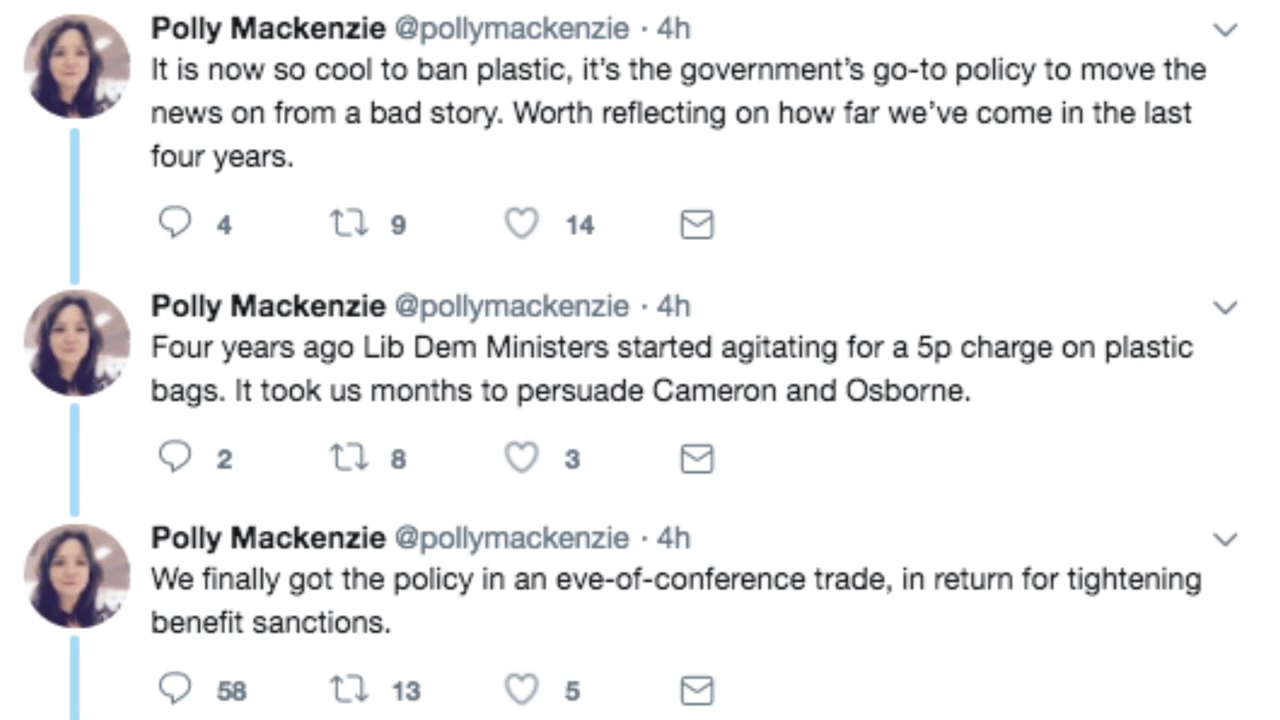 Polly Mackenzie @pollymackenzie · 4h
It is now so cool to ban plastic, it’s the government’s go-to policy to move the
news on from a bad story. Worth reflecting on how far we’ve come in the last
four years.
4 9 14
Polly Mackenzie @pollymackenzie · 4h
Four years ago Lib Dem Ministers started agitating for a 5p charge on plastic
bags. It took us months to persuade Cameron and Osborne.
2 8 3
Polly Mackenzie @pollymackenzie · 4h
We finally got the policy in an eve-of-conference trade, in return for tightening
benefit sanctions.
58 13 5